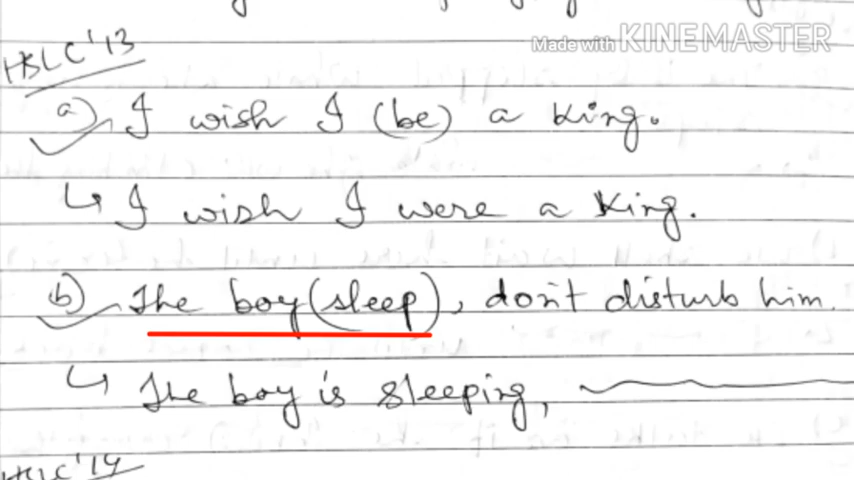 Made with KINEMASTER
HSLC'13
a) I wish I (be) a king.
↳ I wish I were a King.
b) The boy (sleep), don't disturb him.
↳ The boy is sleeping,
HSLC'14